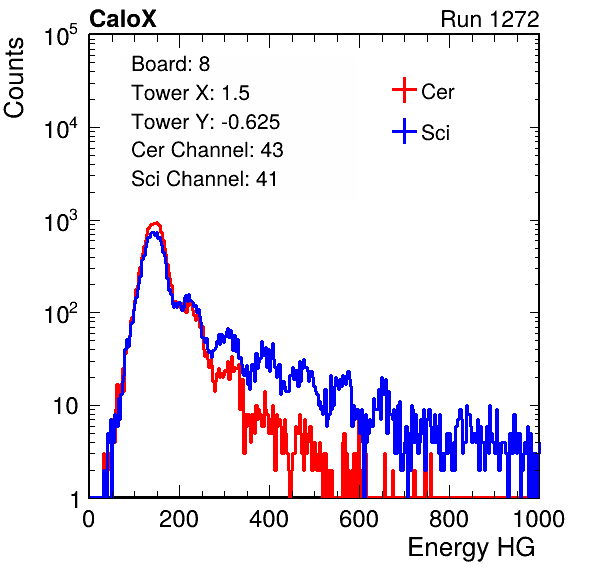 CaloX Run 1272
Counts
Board: 8
Tower X: 1.5
Tower Y: -0.625
Cer Channel: 43
Sci Channel: 41
Cer
Sci
10^5
10^4
10^3
10^2
10
1
0 200 400 600 800 1000
Energy HG